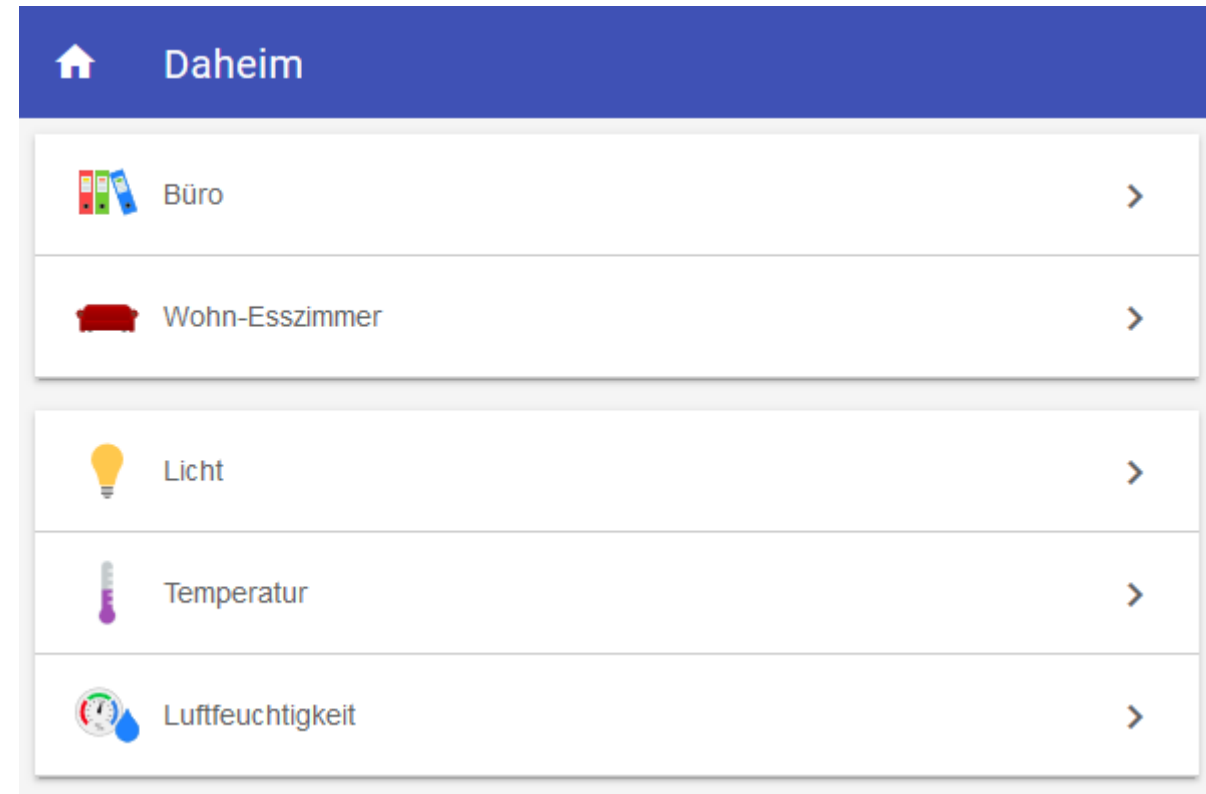 Daheim
Büro
Wohn-Esszimmer
Licht
Temperatur
Luftfeuchtigkeit